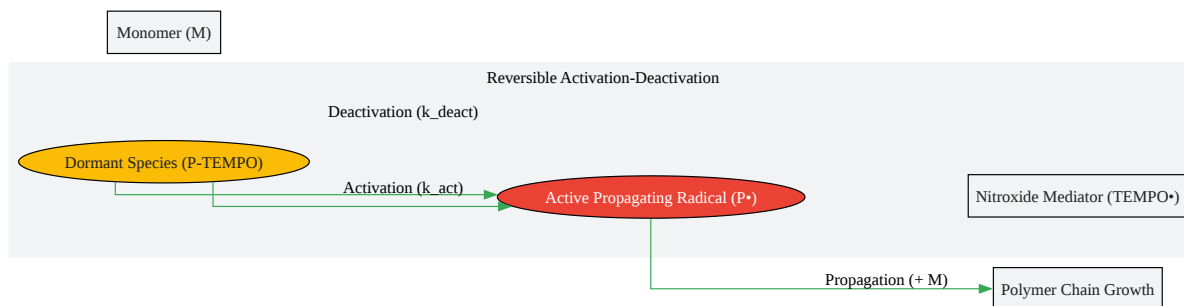 Monomer (M)
Reversible Activation-Deactivation
Deactivation (k_deact)
Dormant Species (P-TEMPO)
Activation (k_act)
Active Propagating Radical (P•)
Nitroxide Mediator (TEMPO•)
Propagation (+ M)
Polymer Chain Growth